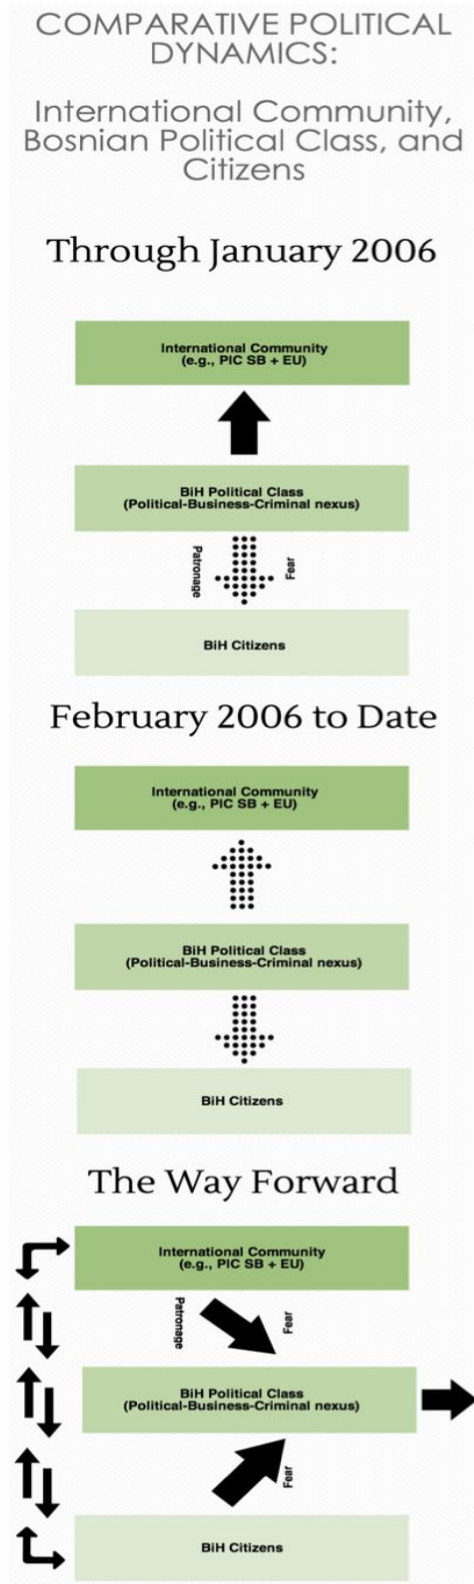 COMPARATIVE POLITICAL
DYNAMICS:
International Community,
Bosnian Political Class, and
Citizens
Through January 2006
International Community
(e.g., PIC SB + EU)
BiH Political Class
(Political-Business-Criminal nexus)
Patronage
Fear
BiH Citizens
February 2006 to Date
International Community
(e.g., PIC SB + EU)
BiH Political Class
(Political-Business-Criminal nexus)
BiH Citizens
The Way Forward
International Community
(e.g., PIC SB + EU)
Patronage
Fear
BiH Political Class
(Political-Business-Criminal nexus)
Fear
BiH Citizens